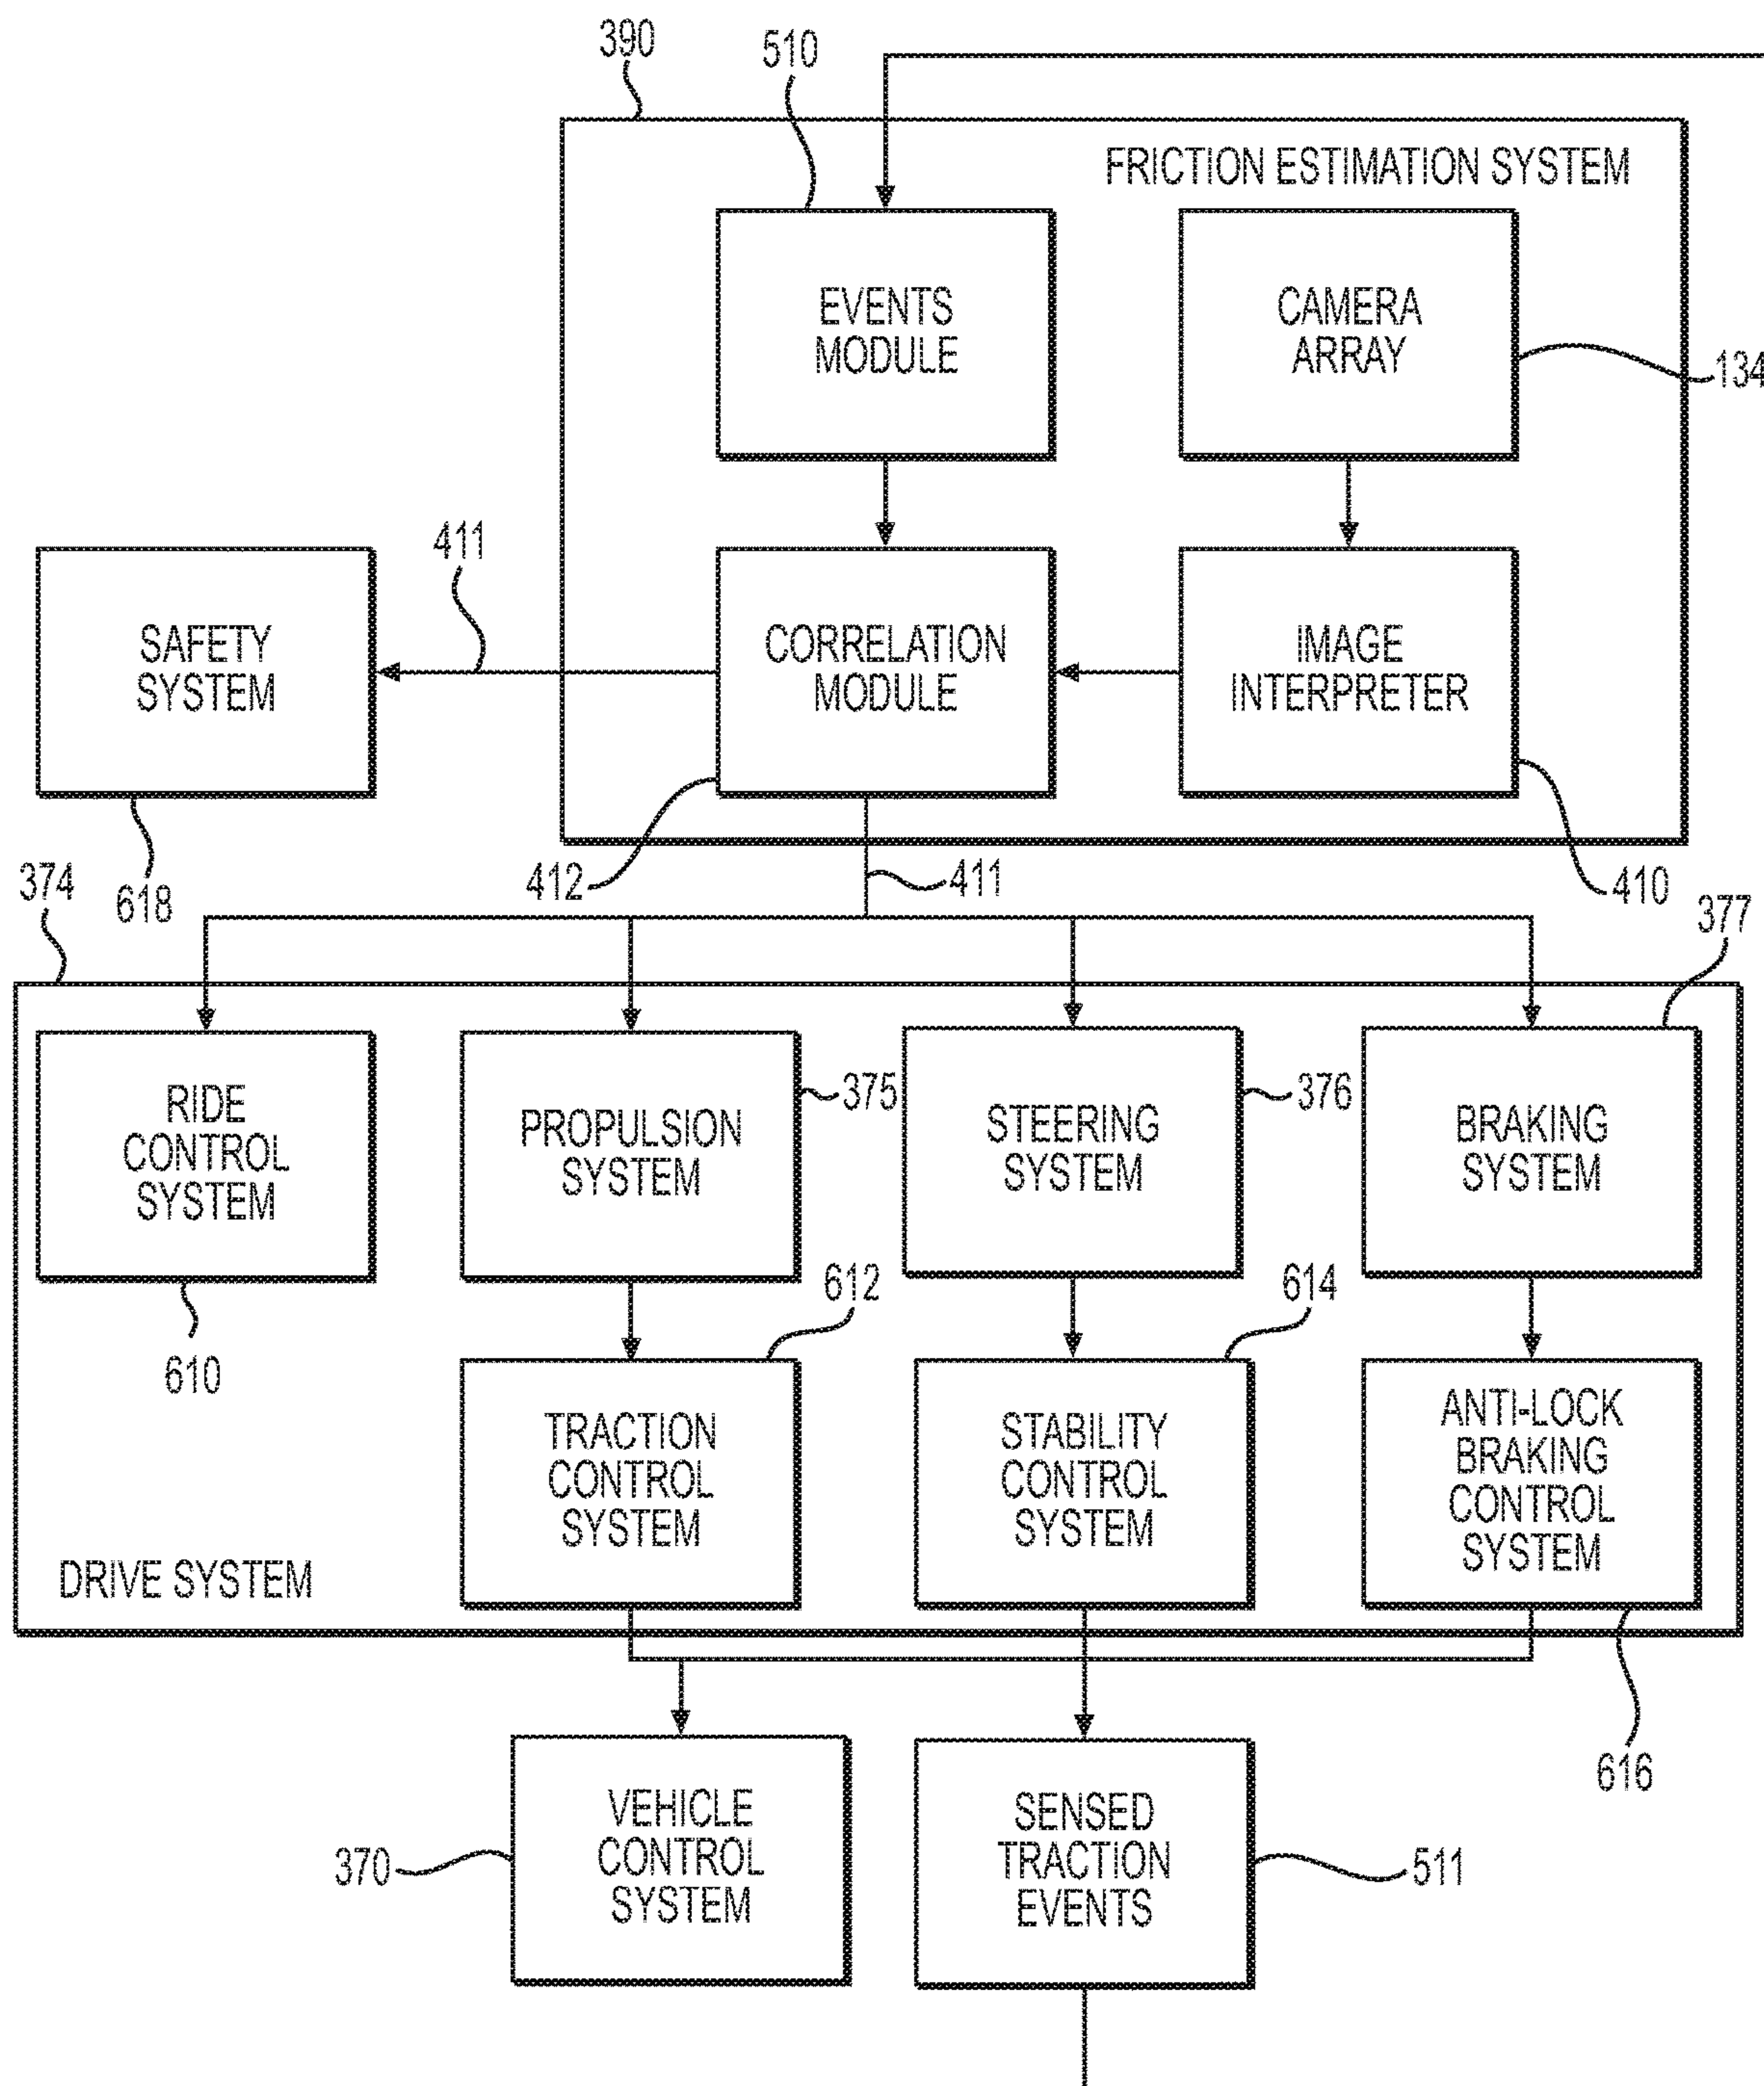 390
510
FRICTION ESTIMATION SYSTEM
EVENTS
MODULE
CAMERA
ARRAY
134
411
SAFETY
SYSTEM
CORRELATION
MODULE
IMAGE
INTERPRETER
374
618
412
411
410
377
RIDE
CONTROL
SYSTEM
PROPULSION
SYSTEM
375
STEERING
SYSTEM
376
BRAKING
SYSTEM
610
612
614
TRACTION
CONTROL
SYSTEM
STABILITY
CONTROL
SYSTEM
ANTI-LOCK
BRAKING
CONTROL
SYSTEM
DRIVE SYSTEM
616
370
VEHICLE
CONTROL
SYSTEM
SENSED
TRACTION
EVENTS
511